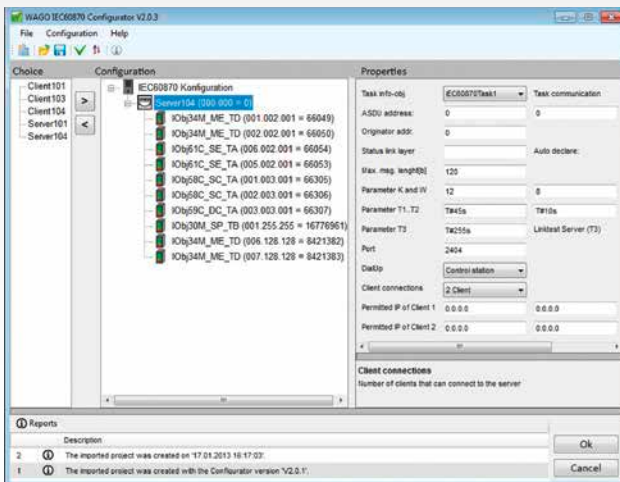 WAGO IEC60870 Configurator V2.0.3
File Configuration Help
Choice
Client101
Client103
Client104
Server101
Server104
>
<
Configuration
IEC60870 Konfiguration
Server104 (000.000 = 0)
IObj34M_ME_TD (001.002.001 = 66049)
IObj34M_ME_TD (002.002.001 = 66050)
IObj61C_SE_TA (006.002.001 = 66054)
IObj61C_SE_TA (005.002.001 = 66053)
IObj58C_SC_TA (001.003.001 = 66305)
IObj58C_SC_TA (002.003.001 = 66306)
IObj59C_DC_TA (003.003.001 = 66307)
IObj30M_SP_TB (001.255.255 = 16776961)
IObj34M_ME_TD (006.128.128 = 8421382)
IObj34M_ME_TD (007.128.128 = 8421383)
Properties
Task info-obj IEC60870Task1 Task communication
ASDU address: 0 0
Originator addr: 0
Status link layer Auto declare:
Max. msg. lenght[b] 120
Parameter K and W 12 8
Parameter T1..T2 T#45s T#10s
Parameter T3 T#255s Linktest Server (T3)
Port 2404
DialUp Control station
Client connections 2 Client
Permitted IP of Client 1 0.0.0.0 0.0.0.0
Permitted IP of Client 2 0.0.0.0 0.0.0.0
Client connections
Number of clients that can connect to the server
Reports
Description
2 The imported project was created on '17.01.2013 16:17:03'.
1 The imported project was created with the Configurator version 'V2.0.1'.
Ok
Cancel